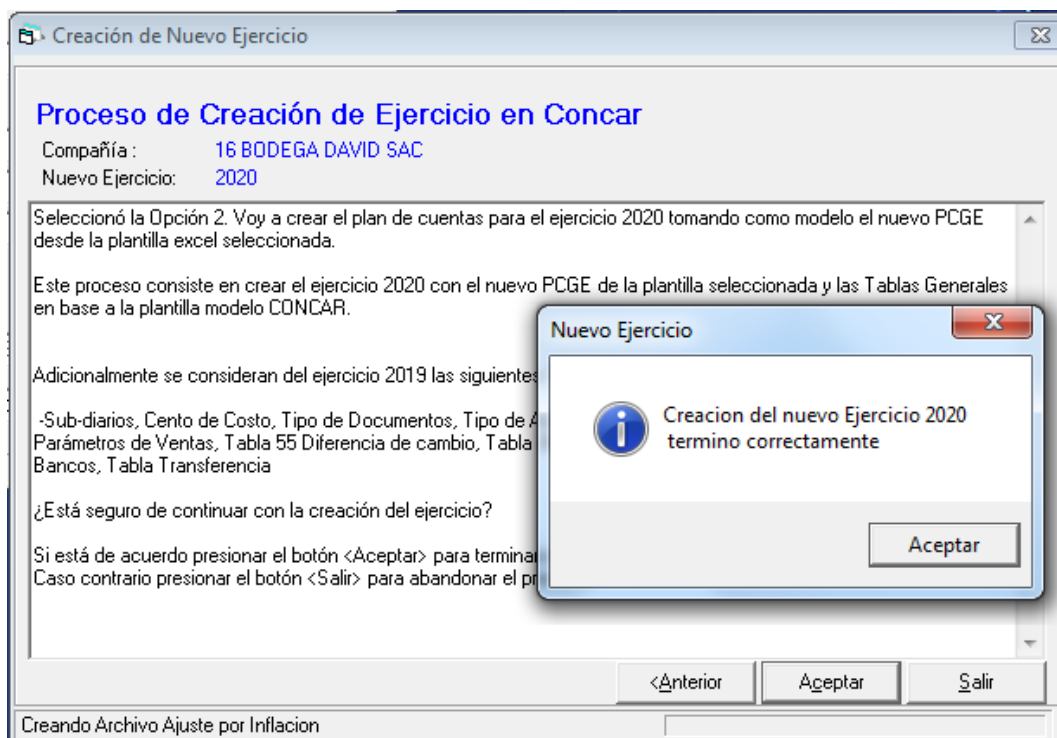 Creación de Nuevo Ejercicio
Proceso de Creación de Ejercicio en Concar
Compañía : 16 BODEGA DAVID SAC
Nuevo Ejercicio: 2020
Seleccionó la Opción 2. Voy a crear el plan de cuentas para el ejercicio 2020 tomando como modelo el nuevo PCGE
desde la plantilla excel seleccionada.
Este proceso consiste en crear el ejercicio 2020 con el nuevo PCGE de la plantilla seleccionada y las Tablas Generales
en base a la plantilla modelo CONCAR.
Adicionalmente se consideran del ejercicio 2019 las siguientes
-Sub-diarios, Cento de Costo, Tipo de Documentos, Tipo de A
Parámetros de Ventas, Tabla 55 Diferencia de cambio, Tabla
Bancos, Tabla Transferencia
¿Está seguro de continuar con la creación del ejercicio?
Si está de acuerdo presionar el botón <Aceptar> para terminar
Caso contrario presionar el botón <Salir> para abandonar el pr
Nuevo Ejercicio
Creacion del nuevo Ejercicio 2020
termino correctamente
Aceptar
<Anterior
Aceptar
Salir
Creando Archivo Ajuste por Inflacion